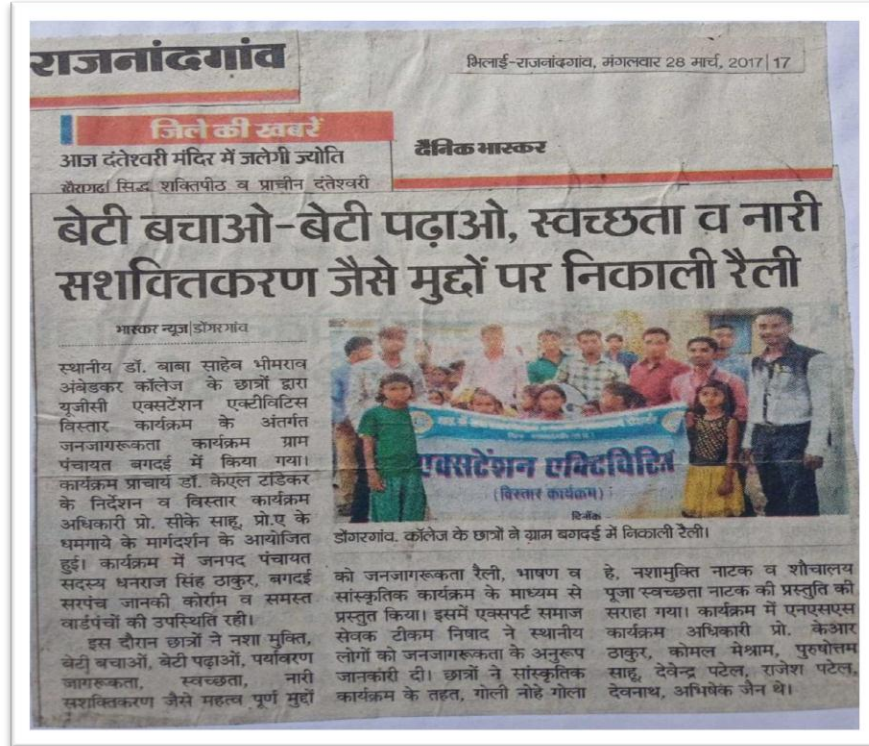 राजनांदगांव
भिलाई-राजनांदगांव, मंगलवार 28 मार्च, 2017|17
जिले की खबरें
आज दंतेश्वरी मंदिर में जलेगी ज्योति
खैरागढ़| सिद्ध शक्तिपीठ व प्राचीन दंतेश्वरी
दैनिक भास्कर
बेटी बचाओ-बेटी पढ़ाओ, स्वच्छता व नारी
सशक्तिकरण जैसे मुद्दों पर निकाली रैली
भास्कर न्यूज|डोंगरगांव
स्थानीय डॉ. बाबा साहेब भीमराव
अंबेडकर कॉलेज के छात्रों द्वारा
यूजीसी एक्सटेंशन एक्टीविटिस
विस्तार कार्यक्रम के अंतर्गत
जनजागरूकता कार्यक्रम ग्राम
पंचायत बगदई में किया गया।
कार्यक्रम प्राचार्य डॉ. केएल टांडेकर
के निर्देशन व विस्तार कार्यक्रम
अधिकारी प्रो. सीके साहू, प्रो.ए के
धमगाये के मार्गदर्शन के आयोजित
हुई। कार्यक्रम में जनपद पंचायत
सदस्य धनराज सिंह ठाकुर, बगदई
सरपंच जानकी कोर्राम व समस्त
वार्डपंचों की उपस्थिति रही।
इस दौरान छात्रों ने नशा मुक्ति,
बेटी बचाओं, बेटी पढ़ाओं, पर्यावरण
जागरूकता, स्वच्छता, नारी
सशक्तिकरण जैसे महत्व पूर्ण मुद्दों
एक्सटेंशन एक्टिविटि
(विस्तार कार्यक्रम)
दिनांक
डोंगरगांव. कॉलेज के छात्रों ने ग्राम बगदई में निकाली रैली।
को जनजागरूकता रैली, भाषण व
सांस्कृतिक कार्यक्रम के माध्यम से
प्रस्तुत किया। इसमें एक्सपर्ट समाज
सेवक टीकम निषाद ने स्थानीय
लोगों को जनजागरूकता के अनुरूप
जानकारी दी। छात्रों ने सांस्कृतिक
कार्यक्रम के तहत, गोली नोहे गोला
हे, नशामुक्ति नाटक व शौचालय
पूजा स्वच्छता नाटक की प्रस्तुति की
सराहा गया। कार्यक्रम में एनएसएस
कार्यक्रम अधिकारी प्रो. केआर
ठाकुर, कोमल मेश्राम, पुरुषोत्तम
साहू, देवेन्द्र पटेल, राजेश पटेल,
देवनाथ, अभिषेक जैन थे।